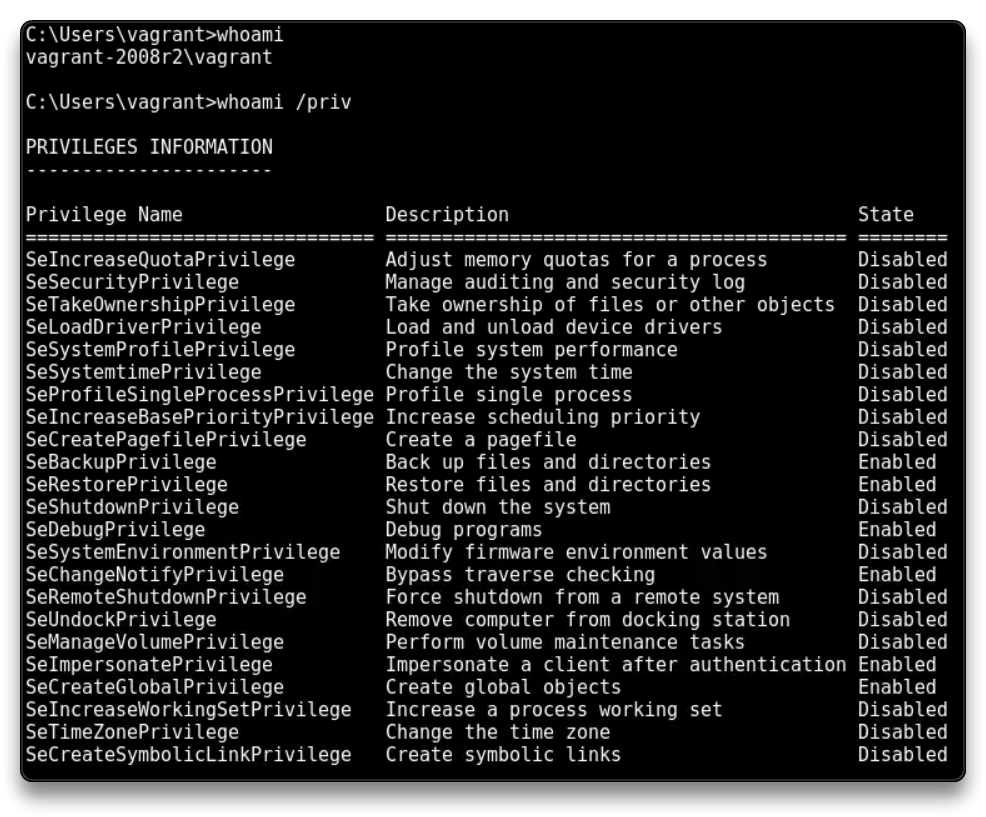 C:\Users\vagrant>whoami
vagrant-2008r2\vagrant
C:\Users\vagrant>whoami /priv
PRIVILEGES INFORMATION
----------------------
Privilege Name                  Description                               State
=============================== ========================================= ========
SeIncreaseQuotaPrivilege        Adjust memory quotas for a process        Disabled
SeSecurityPrivilege             Manage auditing and security log          Disabled
SeTakeOwnershipPrivilege        Take ownership of files or other objects  Disabled
SeLoadDriverPrivilege           Load and unload device drivers            Disabled
SeSystemProfilePrivilege        Profile system performance                Disabled
SeSystemtimePrivilege           Change the system time                    Disabled
SeProfileSingleProcessPrivilege Profile single process                    Disabled
SeIncreaseBasePriorityPrivilege Increase scheduling priority              Disabled
SeCreatePagefilePrivilege       Create a pagefile                         Disabled
SeBackupPrivilege               Back up files and directories             Enabled
SeRestorePrivilege              Restore files and directories             Enabled
SeShutdownPrivilege             Shut down the system                      Disabled
SeDebugPrivilege                Debug programs                            Enabled
SeSystemEnvironmentPrivilege    Modify firmware environment values        Disabled
SeChangeNotifyPrivilege         Bypass traverse checking                  Enabled
SeRemoteShutdownPrivilege       Force shutdown from a remote system       Disabled
SeUndockPrivilege               Remove computer from docking station      Disabled
SeManageVolumePrivilege         Perform volume maintenance tasks          Disabled
SeImpersonatePrivilege          Impersonate a client after authentication Enabled
SeCreateGlobalPrivilege         Create global objects                     Enabled
SeIncreaseWorkingSetPrivilege   Increase a process working set            Disabled
SeTimeZonePrivilege             Change the time zone                      Disabled
SeCreateSymbolicLinkPrivilege   Create symbolic links                     Disabled